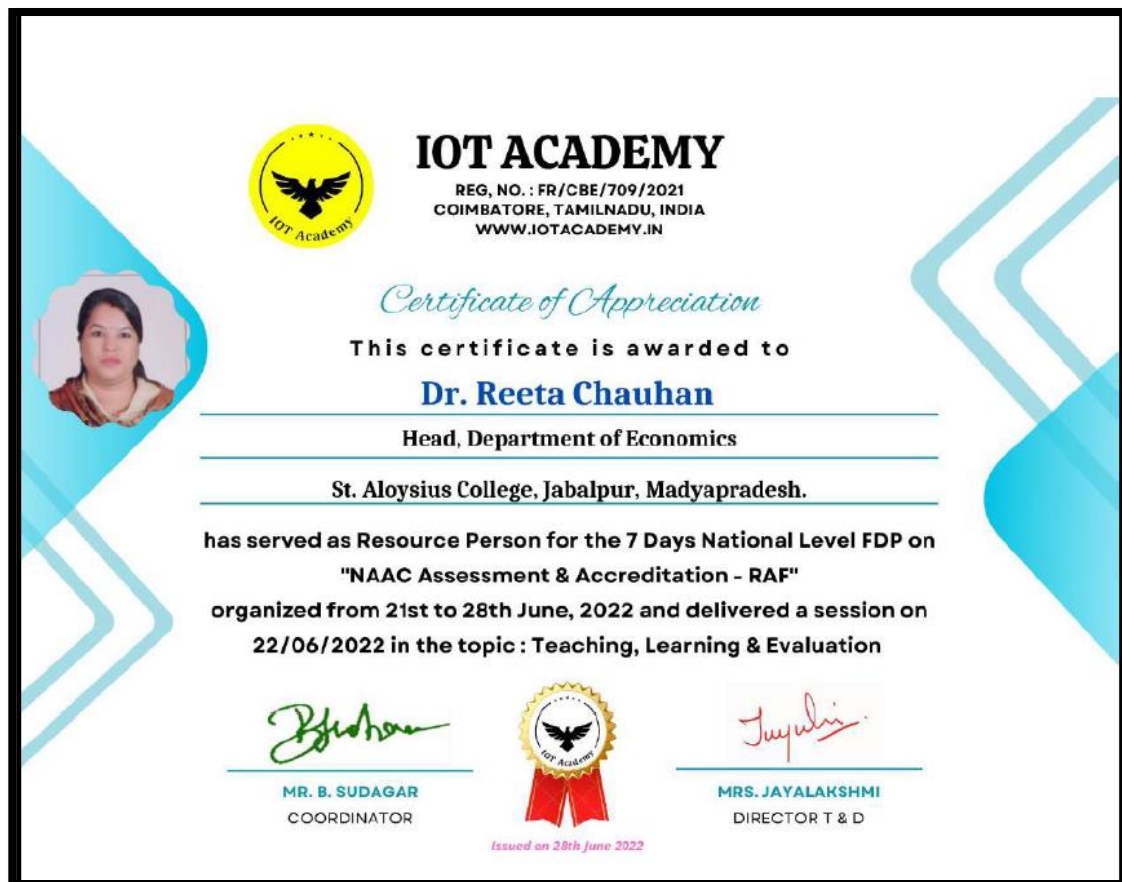 IOT ACADEMY
REG, NO. : FR/CBE/709/2021
COIMBATORE, TAMILNADU, INDIA
WWW.IOTACADEMY.IN
IOT Academy
Certificate of Appreciation
This certificate is awarded to
Dr. Reeta Chauhan
Head, Department of Economics
St. Aloysius College, Jabalpur, Madyapradesh.
has served as Resource Person for the 7 Days National Level FDP on
"NAAC Assessment & Accreditation - RAF"
organized from 21st to 28th June, 2022 and delivered a session on
22/06/2022 in the topic : Teaching, Learning & Evaluation
IOT Academy
MR. B. SUDAGAR
COORDINATOR
MRS. JAYALAKSHMI
DIRECTOR T & D
Issued on 28th June 2022